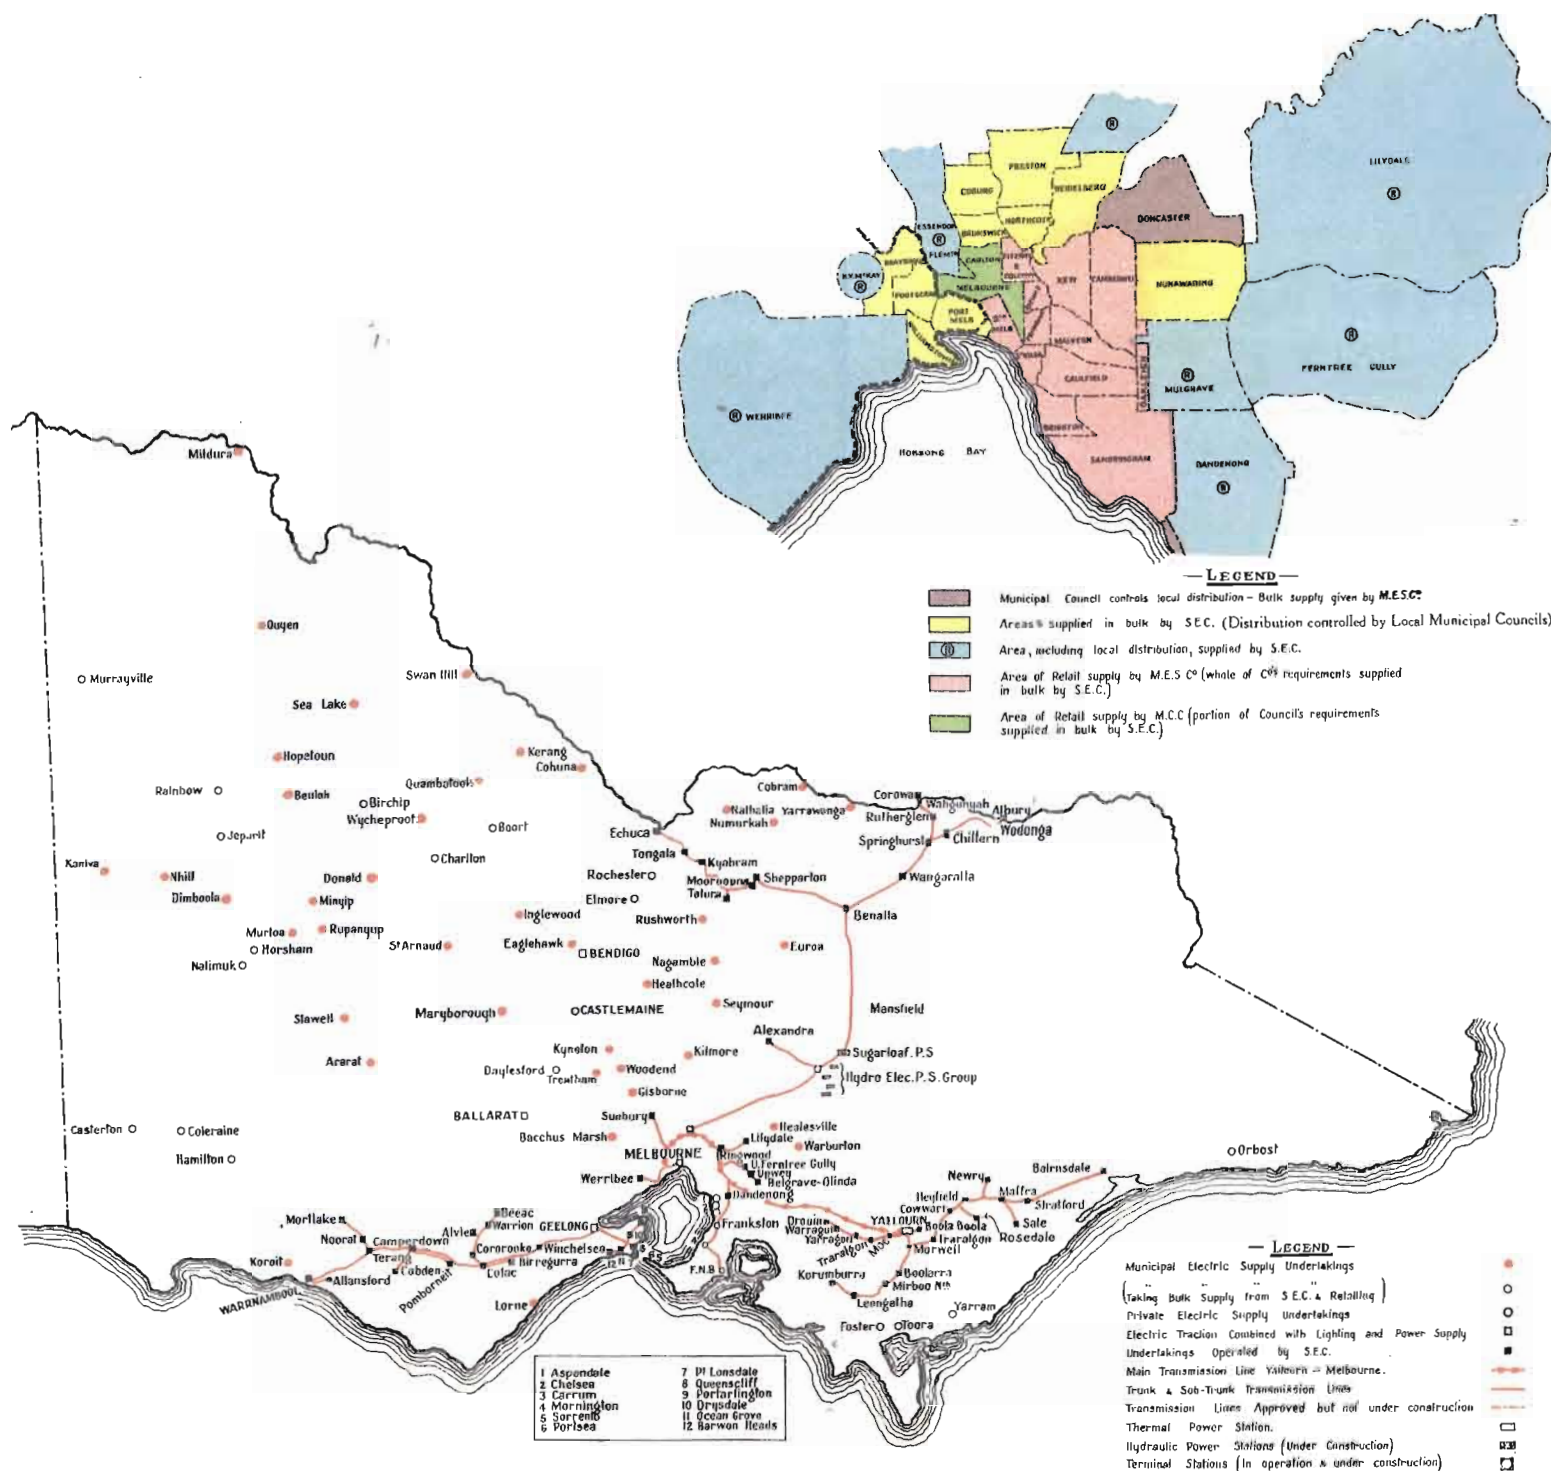 LILYDALE
R
PRESTON
COBURG
HEIDELBERG
NORTHCOTE
DONCASTER
ESSENDON
BRUNSWICK
FLEMIN
CARLTON
KEW
CAMBERWELL
NUNAWADING
BRAYBROOK
FOOTSCRAY
MELBOURNE
PORT MELB
STH MELB
WILLIAMSTOWN
MALVERN
CAULFIELD
OAKLEIGH
MULGRAVE
FERNTREE GULLY
WERRIBEE
BRIGHTON
SANDRINGHAM
DANDENONG
HOBSONS BAY
LEGEND
Municipal Council controls local distribution - Bulk supply given by M.E.S.Co
Areas supplied in bulk by S.E.C. (Distribution controlled by Local Municipal Councils)
Area, including local distribution, supplied by S.E.C.
Area of Retail supply by M.E.S Co (whole of Co's requirements supplied
in bulk by S.E.C.)
Area of Retail supply by M.C.C (portion of Council's requirements
supplied in bulk by S.E.C.)
Mildura
Ouyen
Murrayville
Swan Hill
Sea Lake
Hopetoun
Kerang
Cohuna
Quambatook
Rainbow
Beulah
Birchip
Wycheproof
Boort
Jeparit
Charlton
Kaniva
Nhill
Dimboola
Donald
Minyip
Murtoa
Rupanyup
Horsham
Natimuk
St Arnaud
Inglewood
Eaglehawk
BENDIGO
Echuca
Tongala
Kyabram
Rochester
Elmore
Rushworth
Mooroopna
Tatura
Shepparton
Cobram
Nathalia
Yarrawonga
Numurkah
Corowa
Wahgunyah
Rutherglen
Albury
Wodonga
Chiltern
Springhurst
Wangaratta
Benalla
Euroa
Nagambie
Heathcote
Seymour
Mansfield
Alexandra
Sugarloaf. P.S
Hydro Elec. P.S. Group
Stawell
Maryborough
CASTLEMAINE
Ararat
Kyneton
Kilmore
Daylesford
Trentham
Woodend
Gisborne
BALLARAT
Sunbury
Bacchus Marsh
MELBOURNE
Healesville
Lilydale
Warburton
Ringwood
U. Ferntree Gully
Upwey
Belgrave-Olinda
Dandenong
Werribee
Casterton
Coleraine
Hamilton
Orbost
Bairnsdale
Newry
Maffra
Stratford
Heyfield
Cowwarr
Sale
Rosedale
Boola Boola
Traralgon
Morwell
YALLOURN
Drouin
Warragul
Yarragon
Traralgon
Moe
Boolarra
Mirboo Nth
Korumburra
Leongatha
Yarram
Foster
Toora
Frankston
F.N.B
Mortlake
Noorat
Camperdown
Terang
Cobden
Koroit
Allansford
WARRNAMBOOL
Pomborneit
Colac
Cororooke
Alvie
Beeac
Warrion
GEELONG
Winchelsea
Birregurra
Lorne
1 Aspendale
2 Chelsea
3 Carrum
4 Mornington
5 Sorrento
6 Portsea
7 Pt Lonsdale
8 Queenscliff
9 Portarlington
10 Drysdale
11 Ocean Grove
12 Barwon Heads
LEGEND
Municipal Electric Supply Undertakings
(Taking Bulk Supply from S.E.C. & Retailing)
Private Electric Supply Undertakings
Electric Traction Combined with Lighting and Power Supply
Undertakings Operated by S.E.C.
Main Transmission Line Yallourn - Melbourne.
Trunk & Sub-Trunk Transmission Lines
Transmission Lines Approved but not under construction
Thermal Power Station.
Hydraulic Power Stations (Under Construction)
Terminal Stations (In operation & under construction)